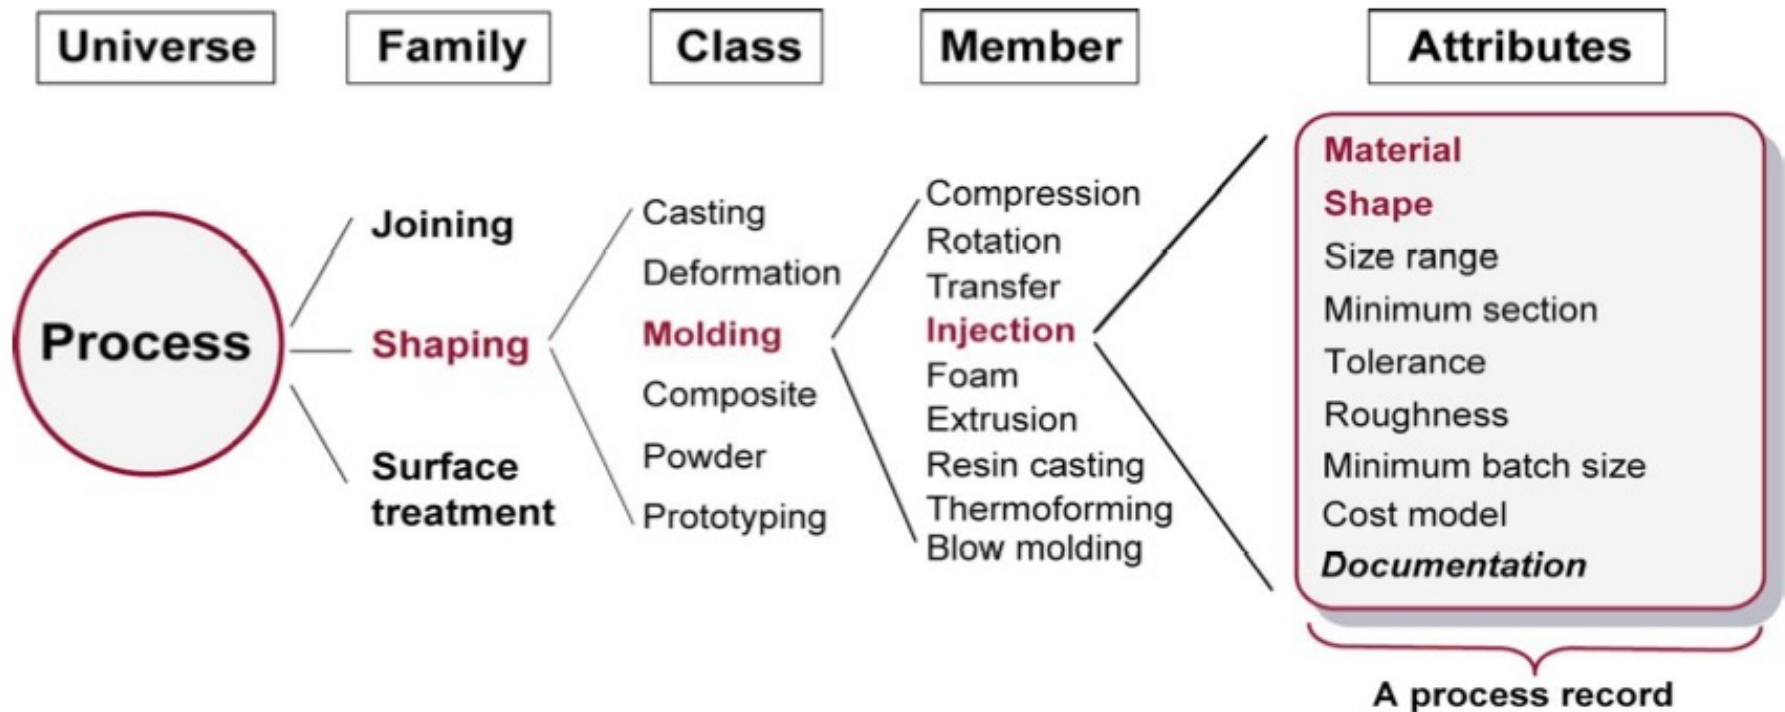 Universe
Family
Class
Member
Attributes
Process
Joining
Shaping
Surface
treatment
Casting
Deformation
Molding
Composite
Powder
Prototyping
Compression
Rotation
Transfer
Injection
Foam
Extrusion
Resin casting
Thermoforming
Blow molding
Material
Shape
Size range
Minimum section
Tolerance
Roughness
Minimum batch size
Cost model
Documentation
A process record